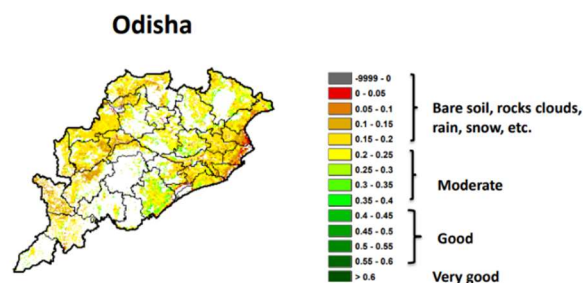 Odisha
-9999 - 0
0 - 0.05
0.05 - 0.1
0.1 - 0.15
0.15 - 0.2
0.2 - 0.25
0.25 - 0.3
0.3 - 0.35
0.35 - 0.4
0.4 - 0.45
0.45 - 0.5
0.5 - 0.55
0.55 - 0.6
> 0.6
Bare soil, rocks clouds,
rain, snow, etc.
Moderate
Good
Very good